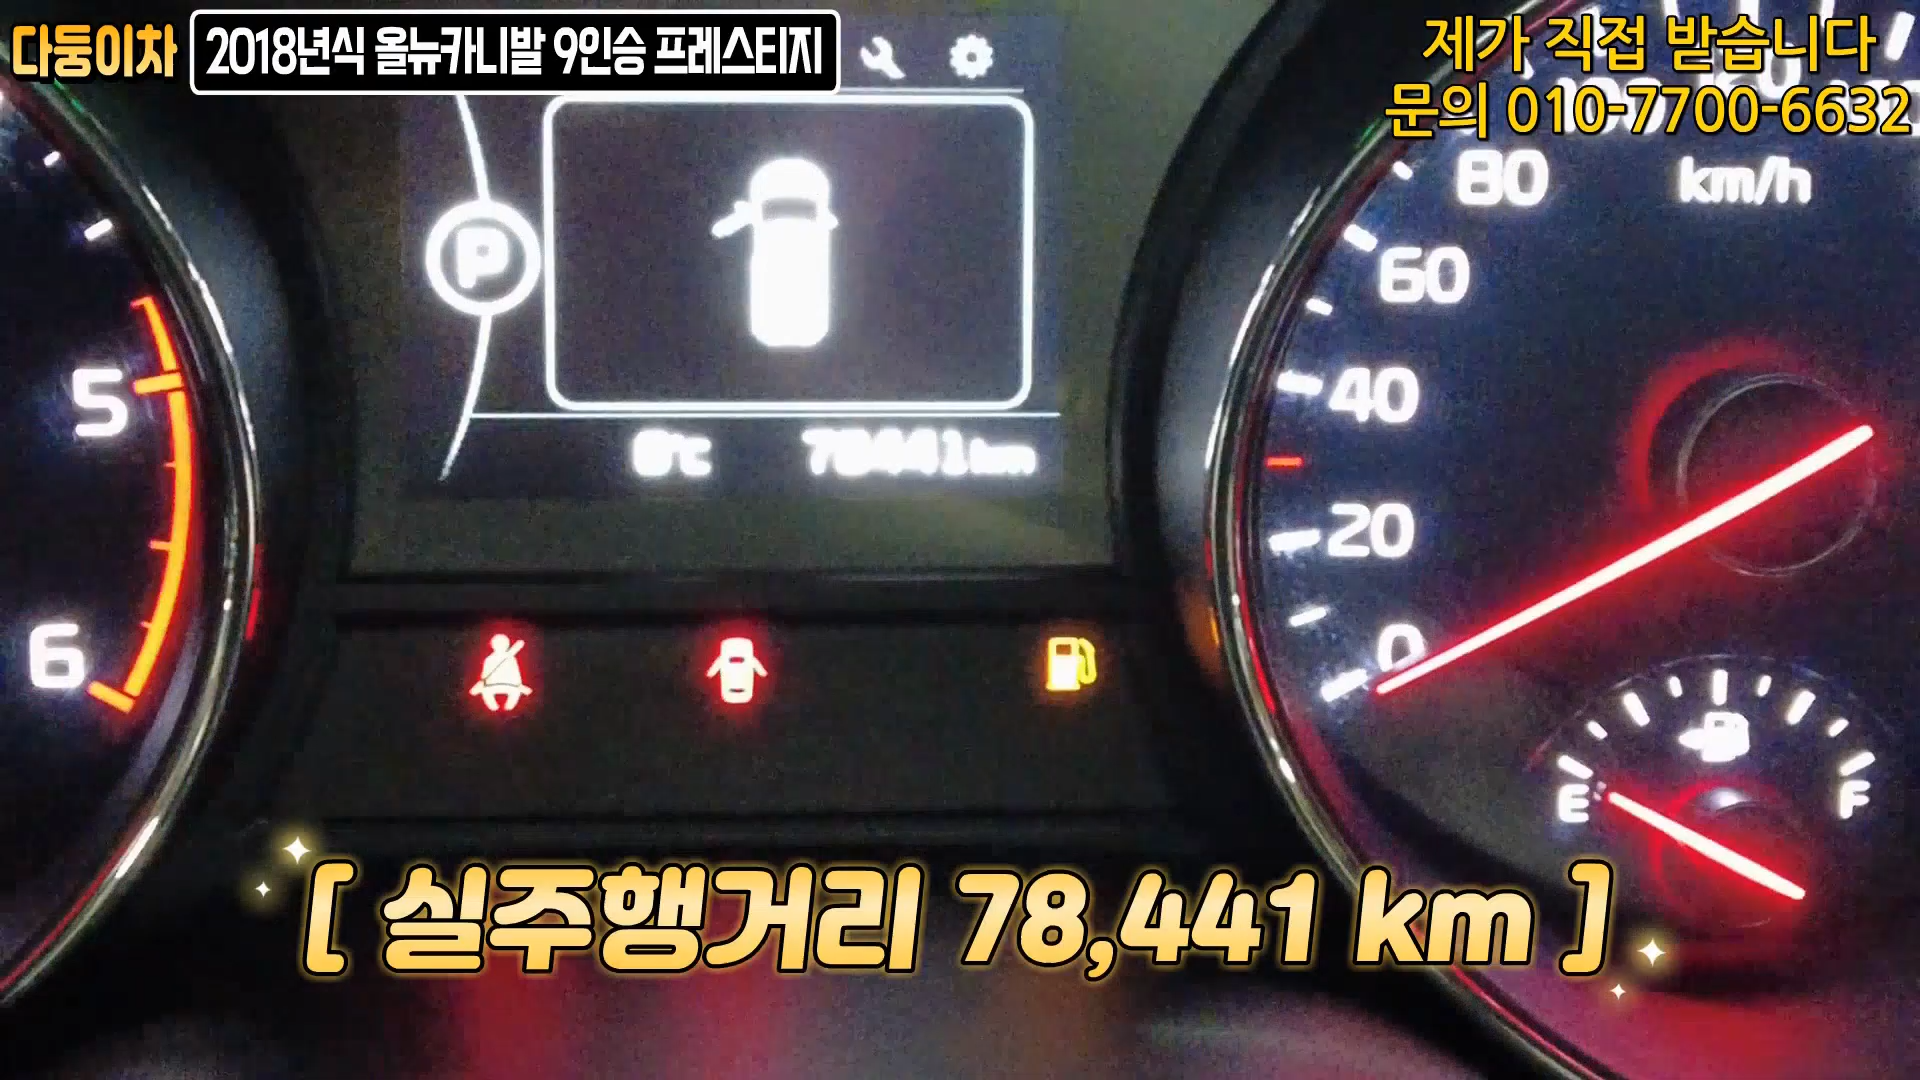 다둥이차
2018년식 올뉴카니발 9인승 프레스티지
제가 직접 받습니다
문의 010-7700-6632
80
km/h
60
40
20
0
P
5
6
78441 km
E
F
[ 실주행거리 78,441 km ]